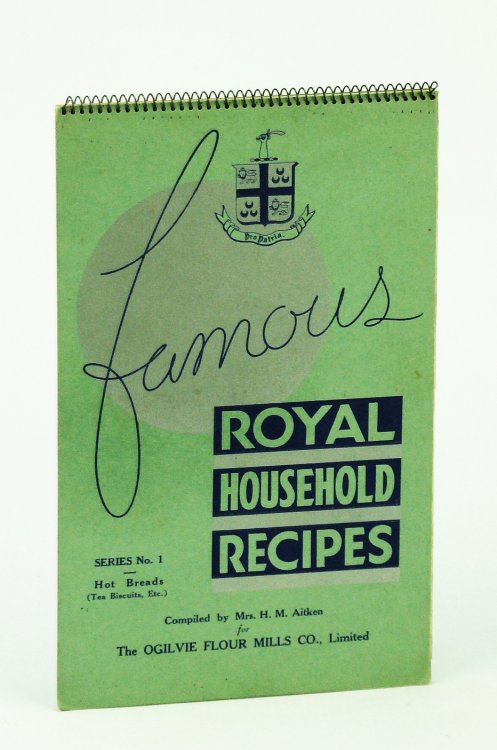 Pro Patria.
famous
ROYAL
HOUSEHOLD
RECIPES
SERIES No. 1
Hot Breads
(Tea Biscuits, Etc.)
Compiled by Mrs. H. M. Aitken
for
The OGILVIE FLOUR MILLS CO., Limited